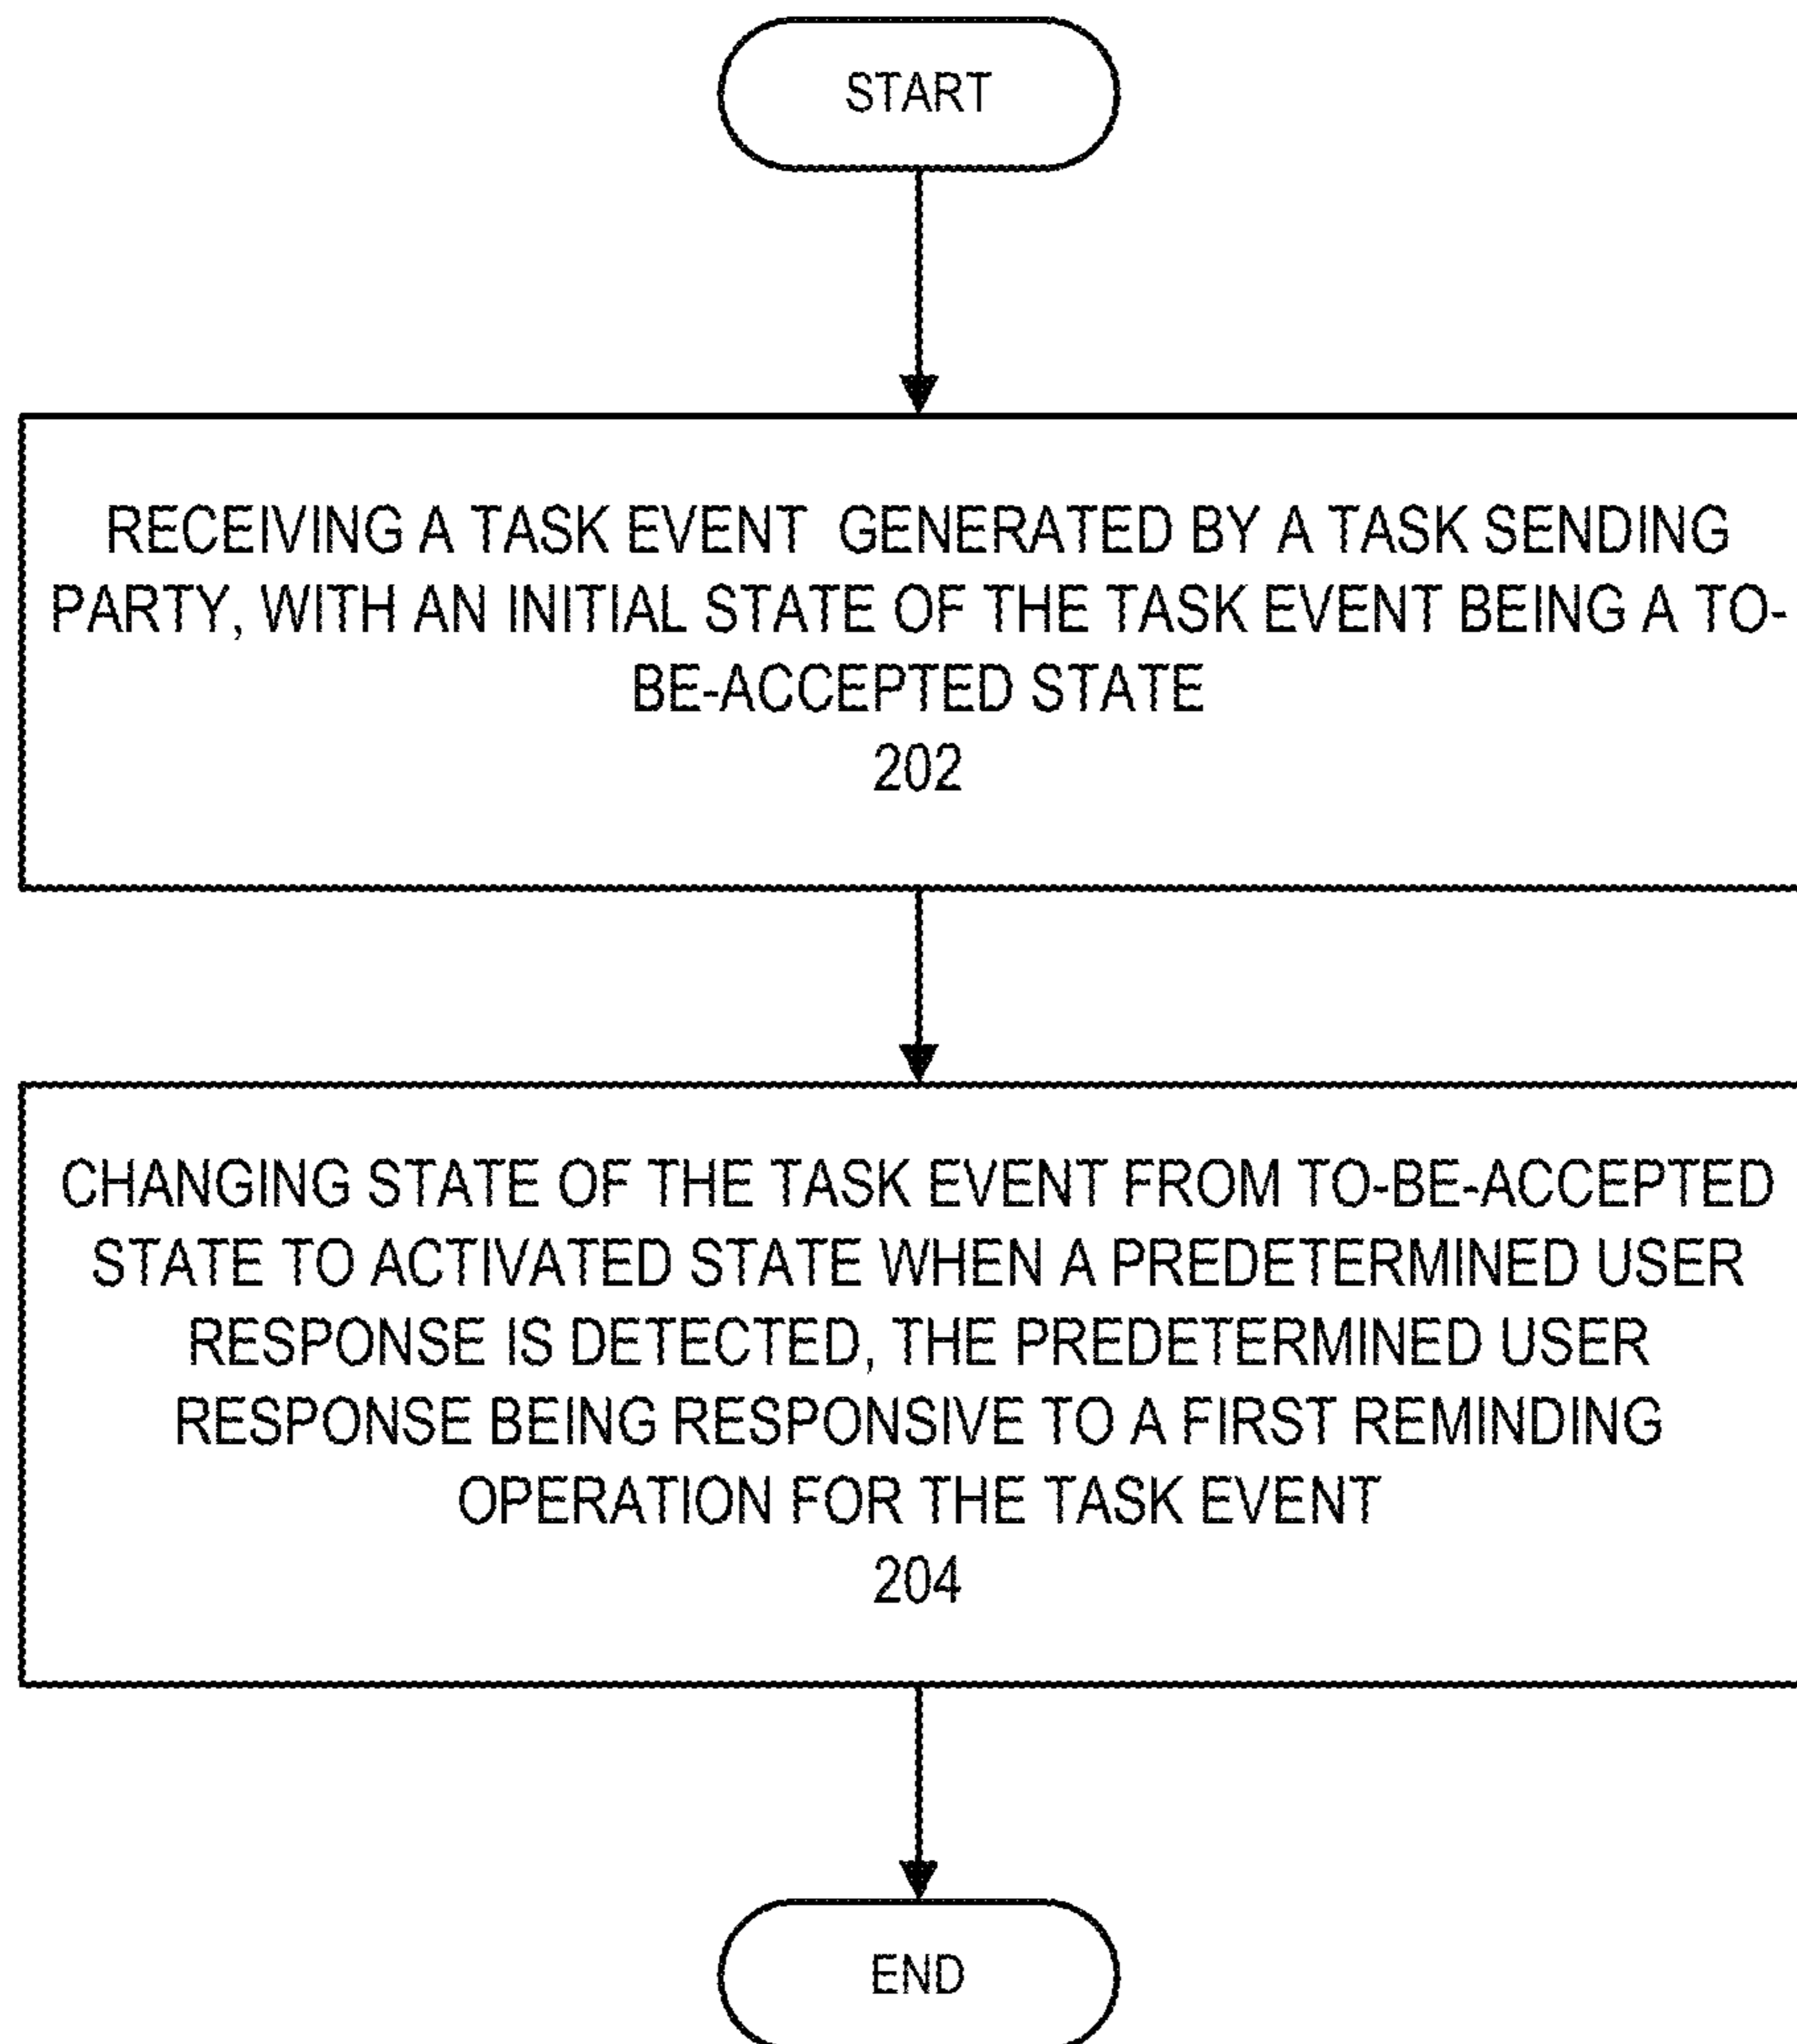 START
RECEIVING A TASK EVENT GENERATED BY A TASK SENDING
PARTY, WITH AN INITIAL STATE OF THE TASK EVENT BEING A TO-
BE-ACCEPTED STATE
202
CHANGING STATE OF THE TASK EVENT FROM TO-BE-ACCEPTED
STATE TO ACTIVATED STATE WHEN A PREDETERMINED USER
RESPONSE IS DETECTED, THE PREDETERMINED USER
RESPONSE BEING RESPONSIVE TO A FIRST REMINDING
OPERATION FOR THE TASK EVENT
204
END